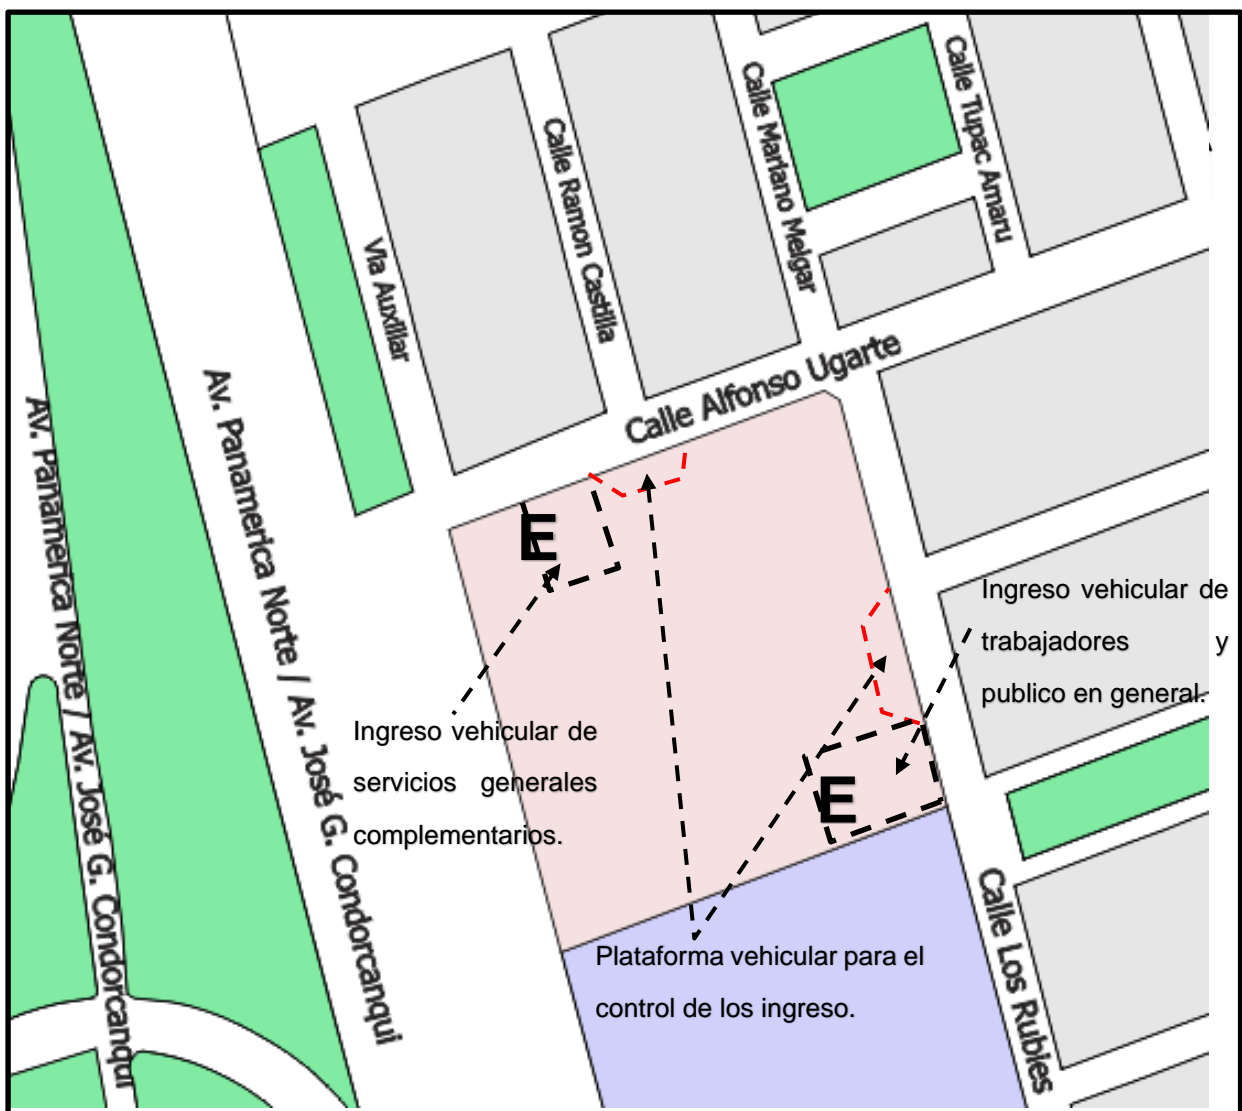 Calle Tupac Amaru
Calle Mariano Melgar
Calle Ramon Castilla
Via Auxiliar
Calle Alfonso Ugarte
Av. Panamerica Norte / Av. José G. Condorcanqui
Av. Panamerica Norte / Av. José G. Condorcanqui
E
Ingreso vehicular de
trabajadores y
publico en general.
Ingreso vehicular de
servicios generales
complementarios.
E
Plataforma vehicular para el
control de los ingreso.
Calle Los Rubies